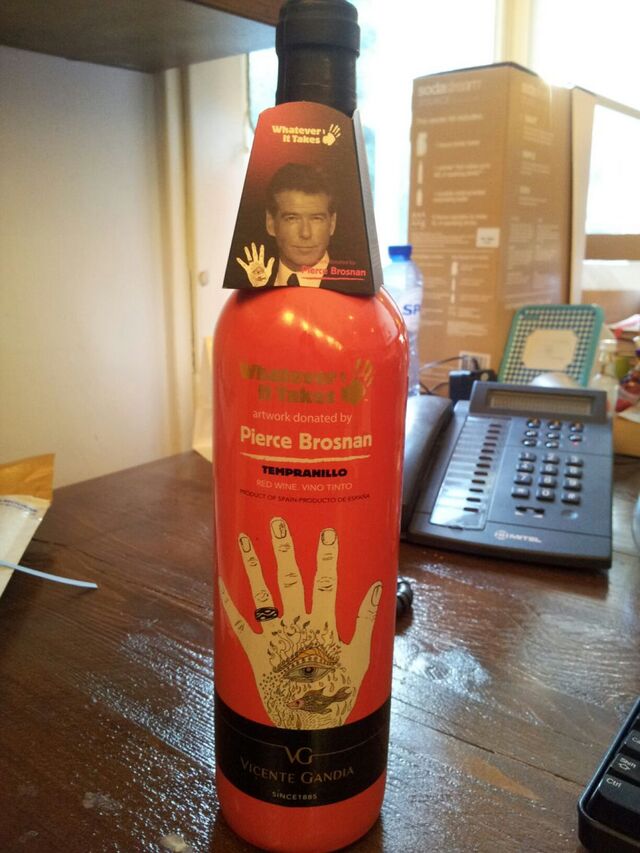 Whatever
It Takes
Pierce Brosnan
Whatever
It Takes
artwork donated by
Pierce Brosnan
TEMPRANILLO
RED WINE. VINO TINTO
PRODUCT OF SPAIN-PRODUCTO DE ESPAÑA
VG
VICENTE GANDIA
SINCE1885
sodastream
MITEL
Ctrl